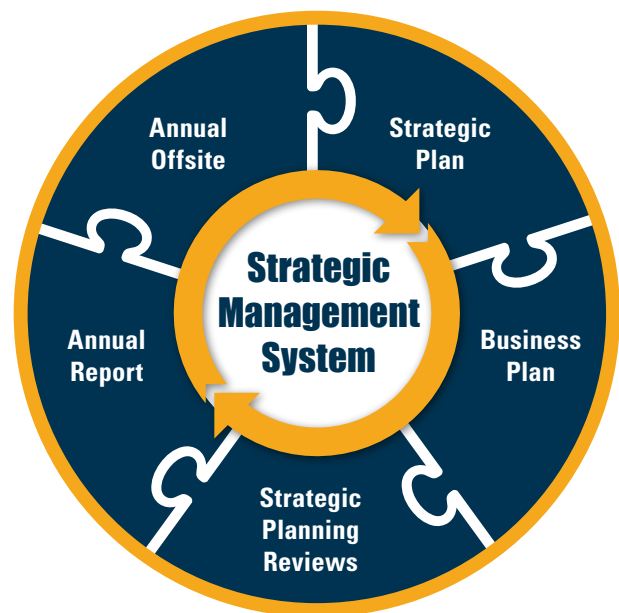 Annual
Offsite
Strategic
Plan
Strategic
Management
System
Annual
Report
Business
Plan
Strategic
Planning
Reviews